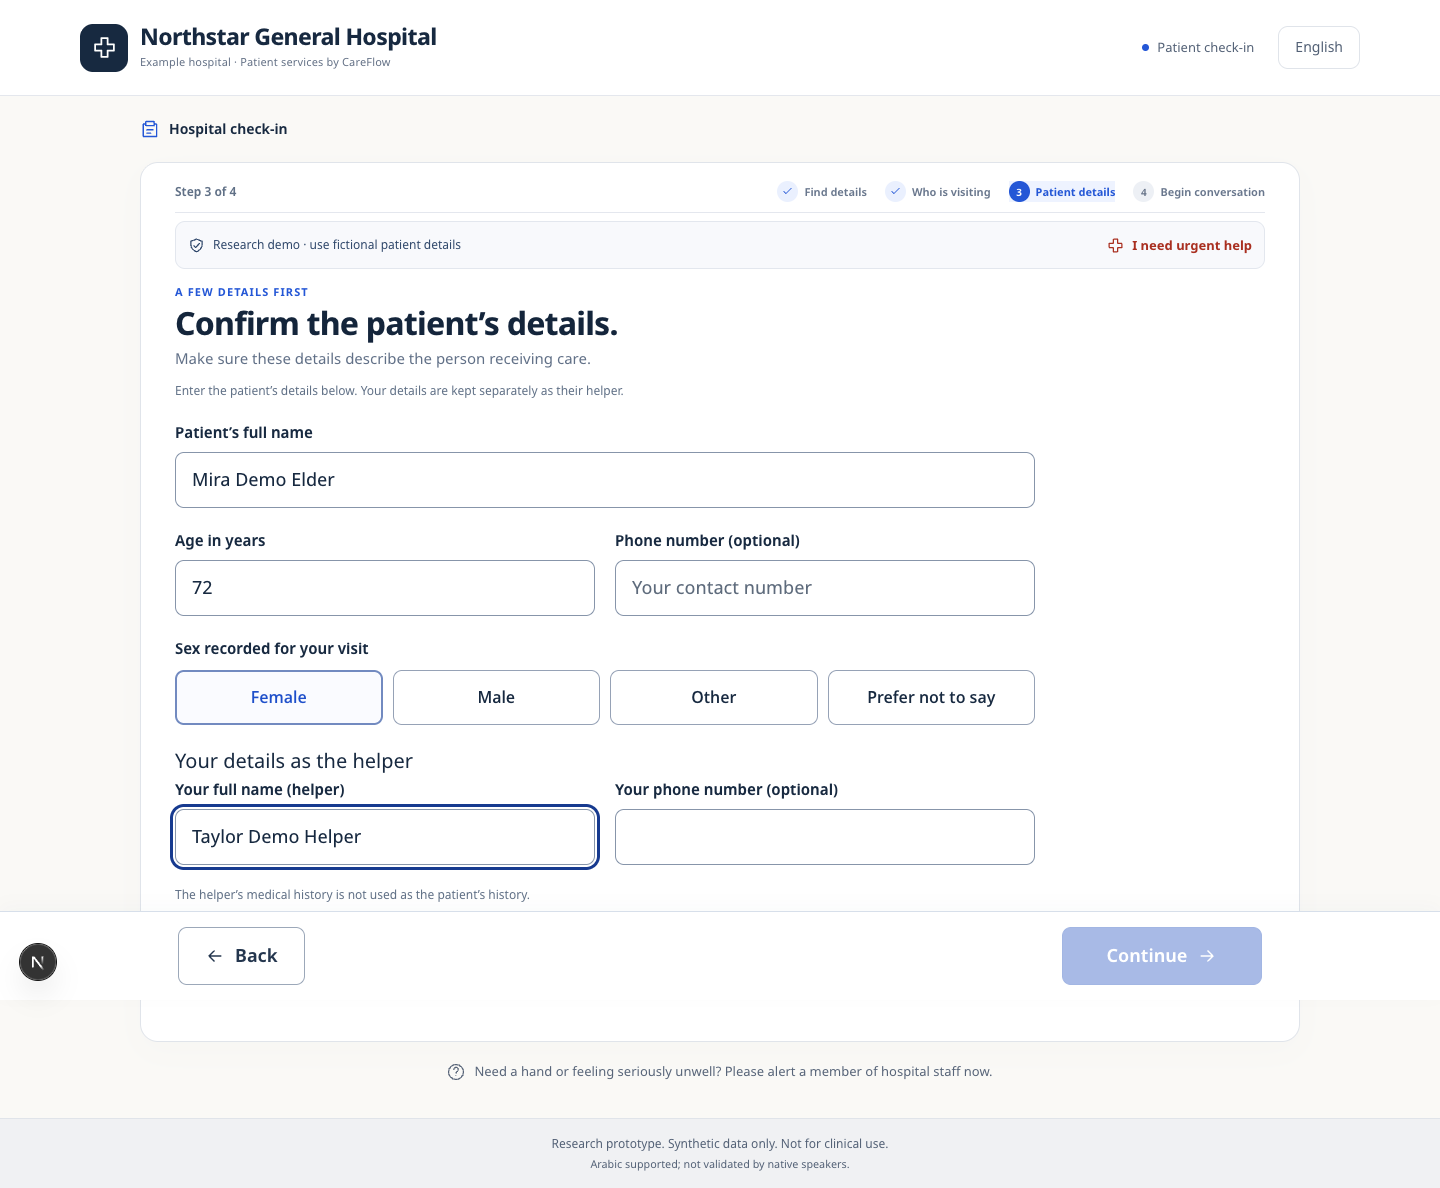 Northstar General Hospital
Example hospital · Patient services by CareFlow
Patient check-in
English
Hospital check-in
Step 3 of 4
Find details
Who is visiting
3 Patient details
4 Begin conversation
Research demo · use fictional patient details
I need urgent help
A FEW DETAILS FIRST
Confirm the patient’s details.
Make sure these details describe the person receiving care.
Enter the patient’s details below. Your details are kept separately as their helper.
Patient’s full name
Mira Demo Elder
Age in years
Phone number (optional)
72
Your contact number
Sex recorded for your visit
Female
Male
Other
Prefer not to say
Your details as the helper
Your full name (helper)
Your phone number (optional)
Taylor Demo Helper
The helper’s medical history is not used as the patient’s history.
N
Back
Continue
Need a hand or feeling seriously unwell? Please alert a member of hospital staff now.
Research prototype. Synthetic data only. Not for clinical use.
Arabic supported; not validated by native speakers.